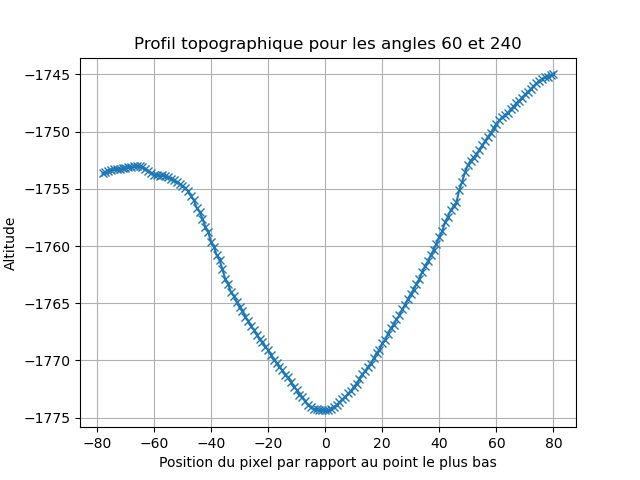 Profil topographique pour les angles 60 et 240
−1745
−1750
−1755
−1760
−1765
−1770
−1775
Altitude
−80 −60 −40 −20 0 20 40 60 80
Position du pixel par rapport au point le plus bas